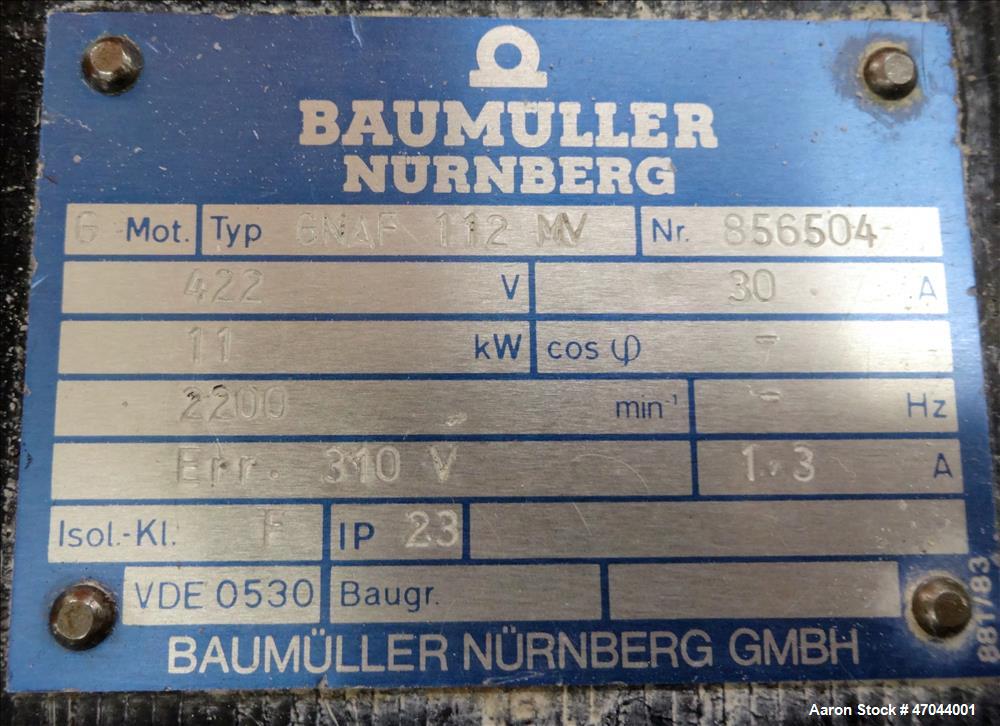 BAUMÜLLER
NÜRNBERG
G Mot. Typ GNAF 112 MV Nr. 856504
422 V 30 A
11 kW cos φ -
2200 min⁻¹ - Hz
Err. 310 V 1.3 A
Isol.-Kl. F IP 23
VDE 0530 Baugr.
BAUMÜLLER NÜRNBERG GMBH
881/83
Aaron Stock # 47044001